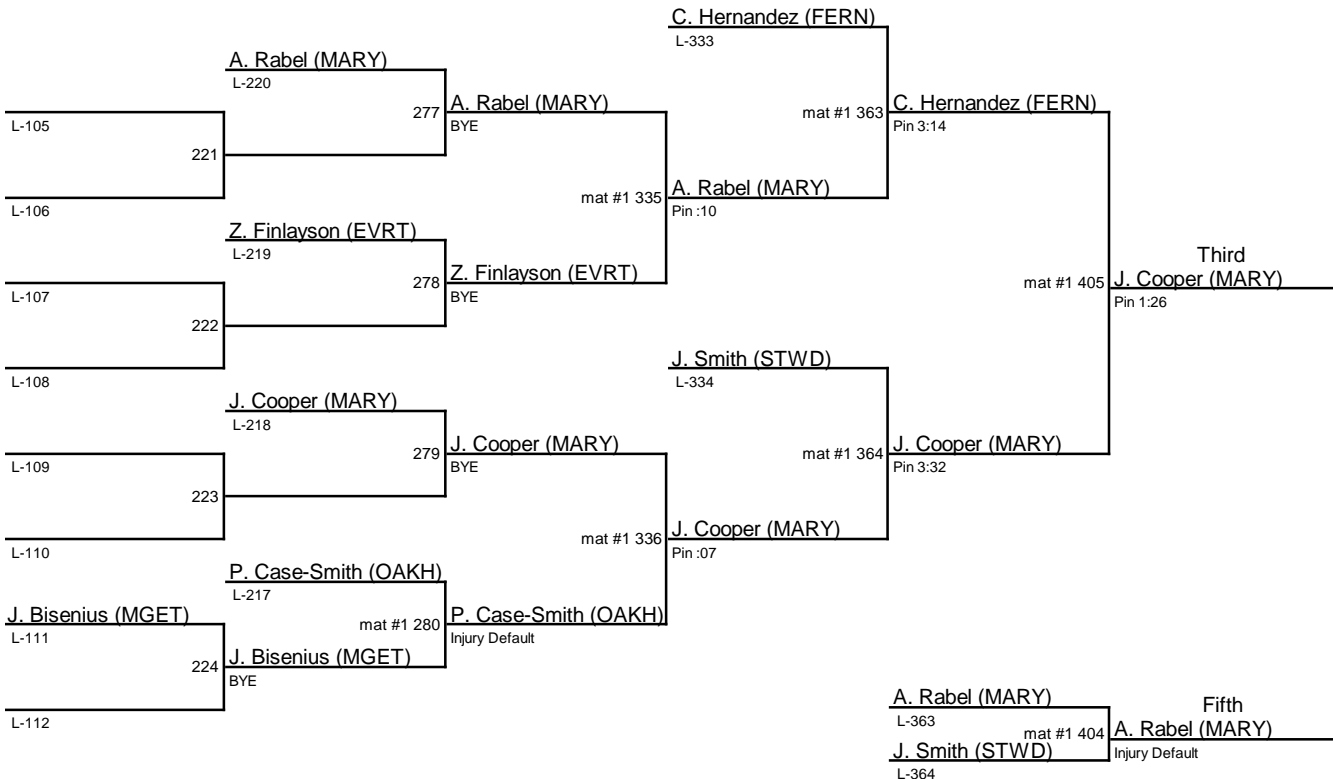 C. Hernandez (FERN)
L-333
A. Rabel (MARY)
L-220
277
A. Rabel (MARY)
BYE
mat #1 363
C. Hernandez (FERN)
Pin 3:14
L-105
221
L-106
mat #1 335
A. Rabel (MARY)
Pin :10
Z. Finlayson (EVRT)
L-219
278
Z. Finlayson (EVRT)
BYE
L-107
222
L-108
mat #1 405
Third
J. Cooper (MARY)
Pin 1:26
J. Smith (STWD)
L-334
J. Cooper (MARY)
L-218
279
J. Cooper (MARY)
BYE
mat #1 364
J. Cooper (MARY)
Pin 3:32
L-109
223
L-110
mat #1 336
J. Cooper (MARY)
Pin :07
P. Case-Smith (OAKH)
L-217
mat #1 280
P. Case-Smith (OAKH)
Injury Default
J. Bisenius (MGET)
L-111
224
J. Bisenius (MGET)
BYE
L-112
A. Rabel (MARY)
L-363
mat #1 404
Fifth
A. Rabel (MARY)
Injury Default
J. Smith (STWD)
L-364